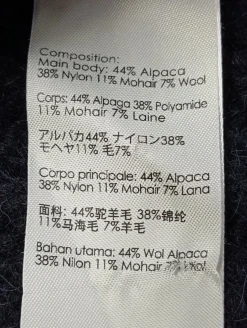 Composition:
Main body: 44% Alpaca
38% Nylon 11% Mohair 7% Wool
Corps: 44% Alpaga 38% Polyamide
11% Mohair 7% Laine
アルパカ44% ナイロン38%
モヘヤ11% 毛7%
Corpo principale: 44% Alpaca
38% Nylon 11% Mohair 7% Lana
面料: 44%驼羊毛 38%锦纶
11%马海毛 7%羊毛
Bahan utama: 44% Wol Alpaca
38% Nilon 11% Mohair 7% Wol